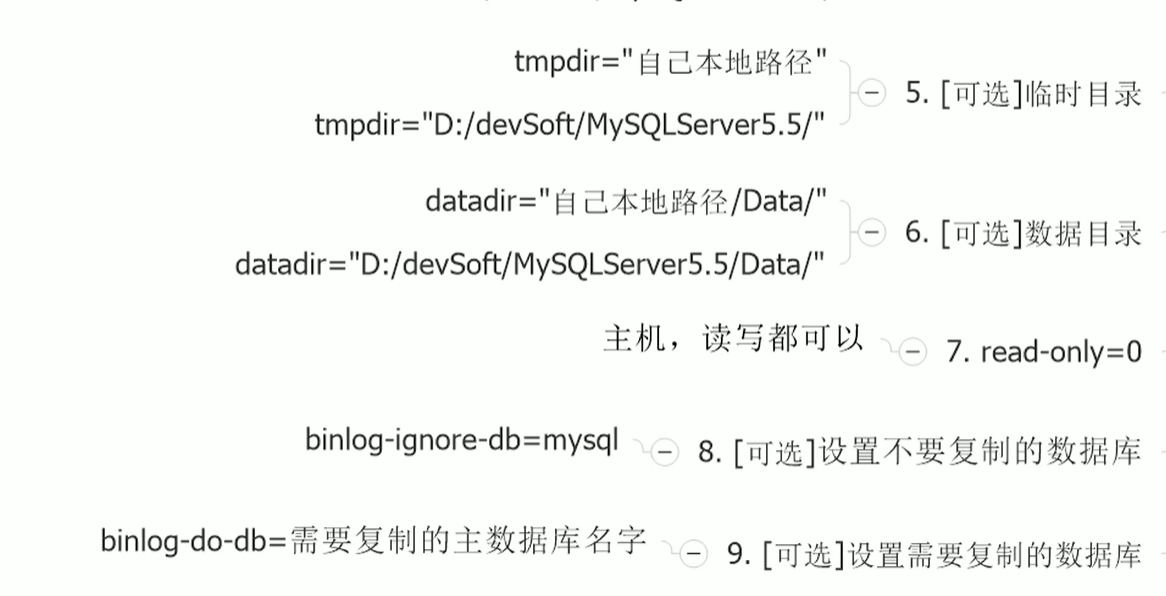 tmpdir="自己本地路径"
5. [可选]临时目录
tmpdir="D:/devSoft/MySQLServer5.5/"
datadir="自己本地路径/Data/"
6. [可选]数据目录
datadir="D:/devSoft/MySQLServer5.5/Data/"
主机，读写都可以
7. read-only=0
binlog-ignore-db=mysql
8. [可选]设置不要复制的数据库
binlog-do-db=需要复制的主数据库名字
9. [可选]设置需要复制的数据库